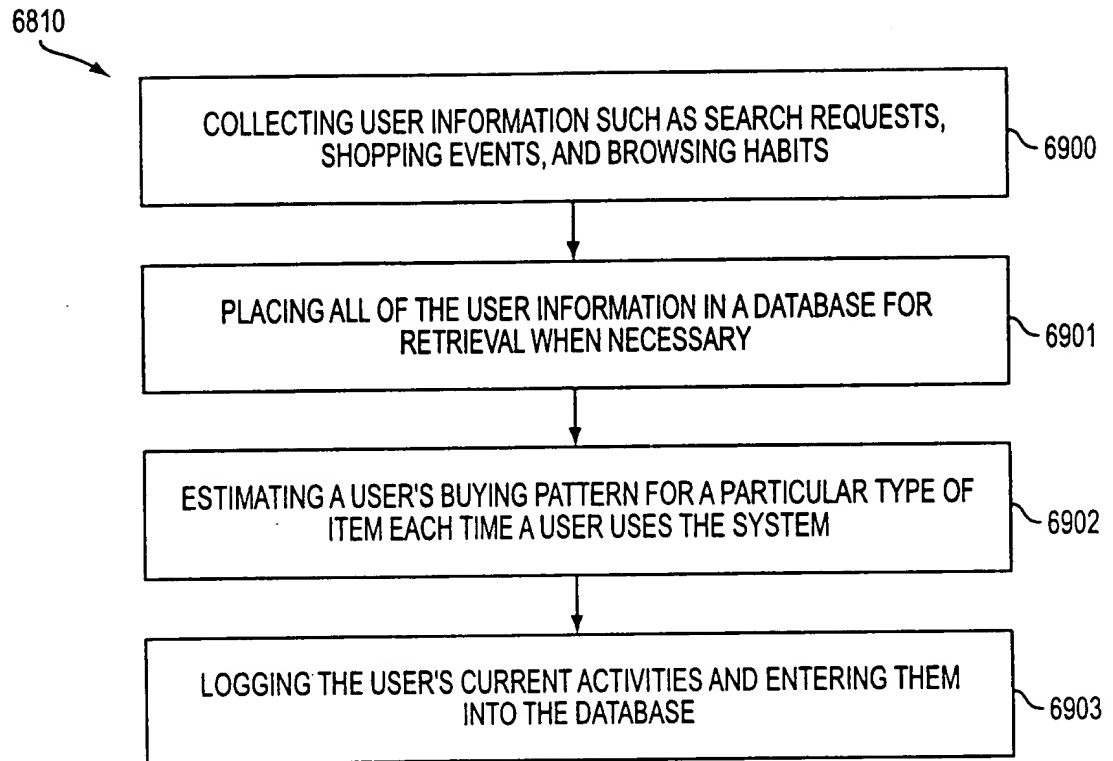 6810
COLLECTING USER INFORMATION SUCH AS SEARCH REQUESTS,
SHOPPING EVENTS, AND BROWSING HABITS
6900
PLACING ALL OF THE USER INFORMATION IN A DATABASE FOR
RETRIEVAL WHEN NECESSARY
6901
ESTIMATING A USER'S BUYING PATTERN FOR A PARTICULAR TYPE OF
ITEM EACH TIME A USER USES THE SYSTEM
6902
LOGGING THE USER'S CURRENT ACTIVITIES AND ENTERING THEM
INTO THE DATABASE
6903